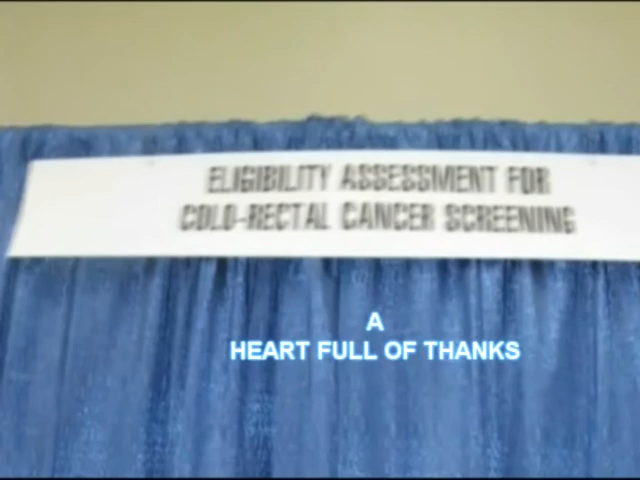 ELIGIBILITY ASSESSMENT FOR
COLO-RECTAL CANCER SCREENING
A
HEART FULL OF THANKS